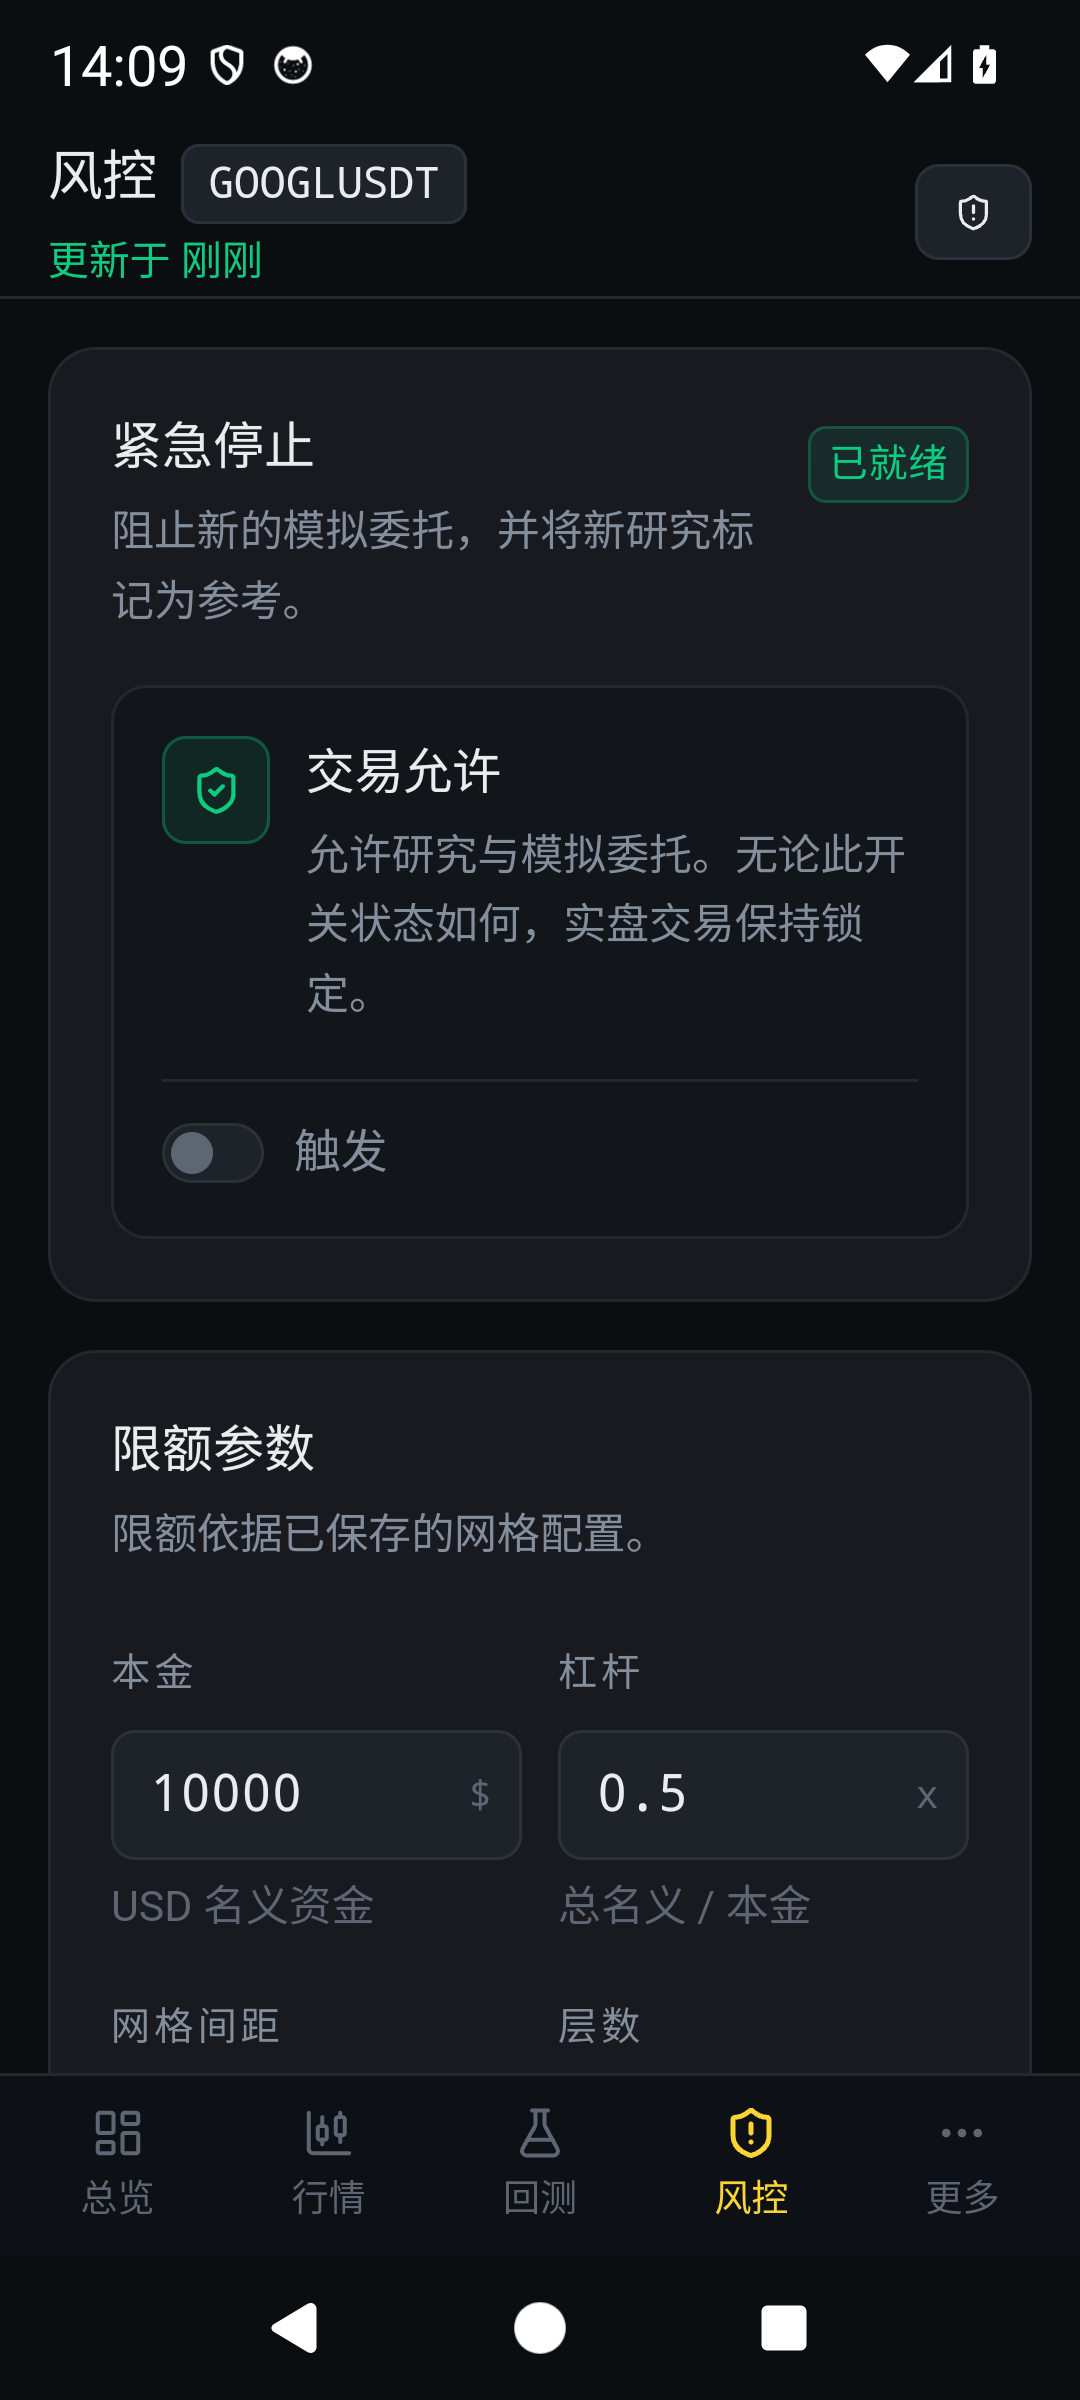 14:09
风控
GOOGLUSDT
更新于 刚刚
紧急停止
已就绪
阻止新的模拟委托，并将新研究标
记为参考。
交易允许
允许研究与模拟委托。无论此开
关状态如何，实盘交易保持锁
定。
触发
限额参数
限额依据已保存的网格配置。
本金
杠杆
10000 $
0.5 x
USD 名义资金
总名义 / 本金
网格间距
层数
总览
行情
回测
风控
更多